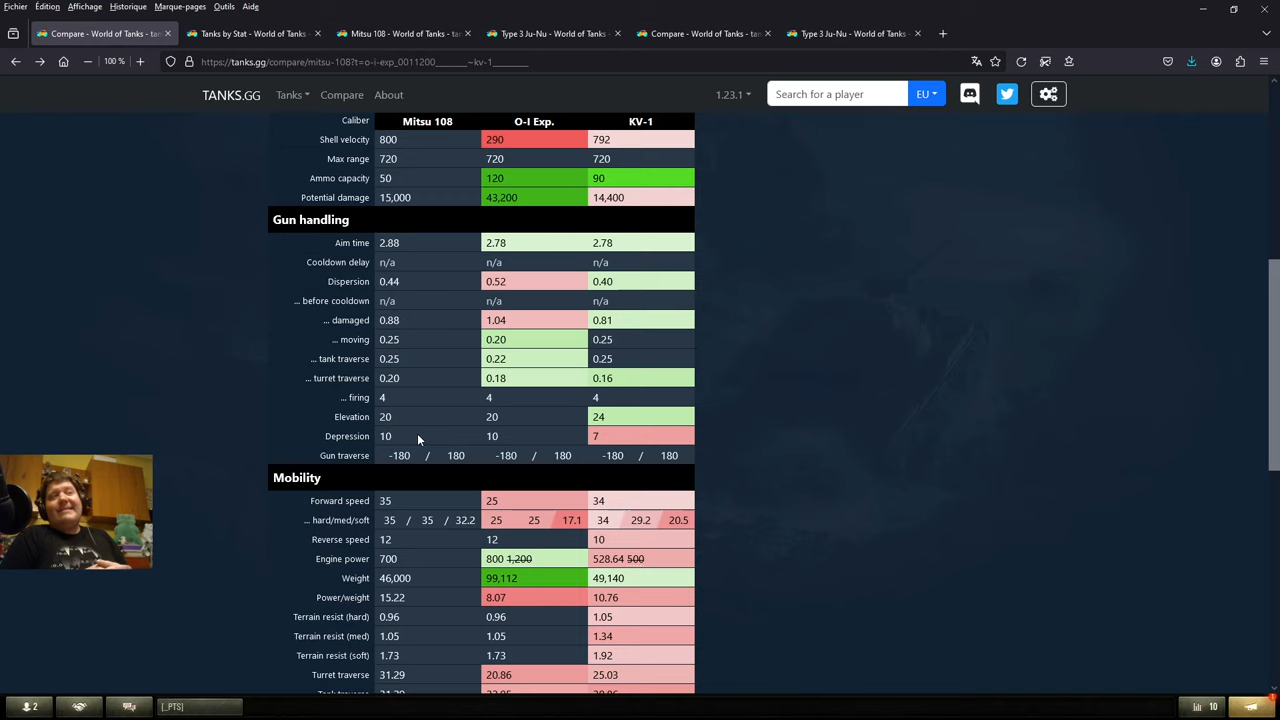 Fichier Édition Affichage Historique Marque-pages Outils Aide
Compare - World of Tanks - tan
Tanks by Stat - World of Tanks -
Mitsu 108 - World of Tanks - tan
Type 3 Ju-Nu - World of Tanks -
Compare - World of Tanks - tan
Type 3 Ju-Nu - World of Tanks -
100 %
https://tanks.gg/compare/mitsu-108?t=o-i-exp_0011200_______~kv-1_______
TANKS.GG Tanks Compare About 1.23.1 Search for a player EU
Caliber Mitsu 108 O-I Exp. KV-1
Shell velocity 800 290 792
Max range 720 720 720
Ammo capacity 50 120 90
Potential damage 15,000 43,200 14,400
Gun handling
Aim time 2.88 2.78 2.78
Cooldown delay n/a n/a n/a
Dispersion 0.44 0.52 0.40
... before cooldown n/a n/a n/a
... damaged 0.88 1.04 0.81
... moving 0.25 0.20 0.25
... tank traverse 0.25 0.22 0.25
... turret traverse 0.20 0.18 0.16
... firing 4 4 4
Elevation 20 20 24
Depression 10 10 7
Gun traverse -180 / 180 -180 / 180 -180 / 180
Mobility
Forward speed 35 25 34
... hard/med/soft 35 / 35 / 32.2 25 25 17.1 34 29.2 20.5
Reverse speed 12 12 10
Engine power 700 800 1,200 528.64 500
Weight 46,000 99,112 49,140
Power/weight 15.22 8.07 10.76
Terrain resist (hard) 0.96 0.96 1.05
Terrain resist (med) 1.05 1.05 1.34
Terrain resist (soft) 1.73 1.73 1.92
Turret traverse 31.29 20.86 25.03
2 [_PTS] 10